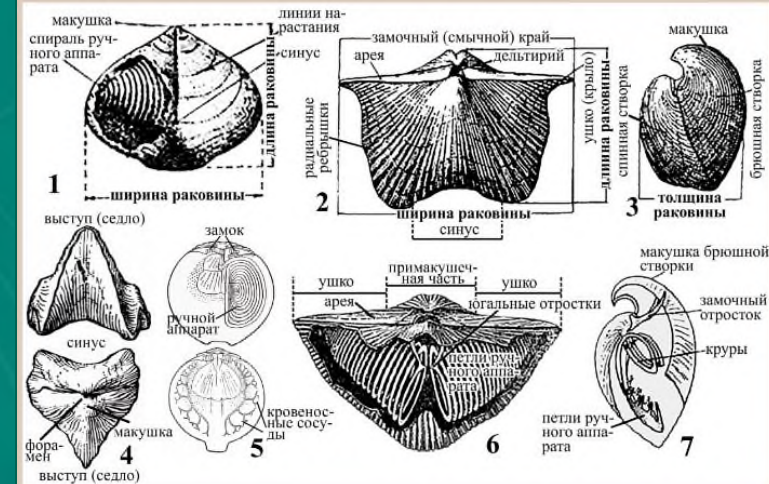 макушка
спираль руч-
ного аппа-
рата
линии на-
растания
синус
длина раковины
1
ширина раковины
замочный (смычной) край
арея
дельтирий
радиальные
ребрышки
ушко (крыло)
длинна раковины
2
ширина раковины
синус
макушка
спинная створка
брюшная створка
3
толщина
раковины
выступ (седло)
синус
фора-
мен
макушка
4
выступ (седло)
замок
ручной
аппарат
кровенос-
ные сосу-
ды
5
ушко
примакушеч-
ная часть
ушко
арея
югальные отростки
петли руч-
ного аппа-
рата
6
макушка брюшной
створки
замочный
отросток
круры
петли руч-
ного аппа-
рата
7